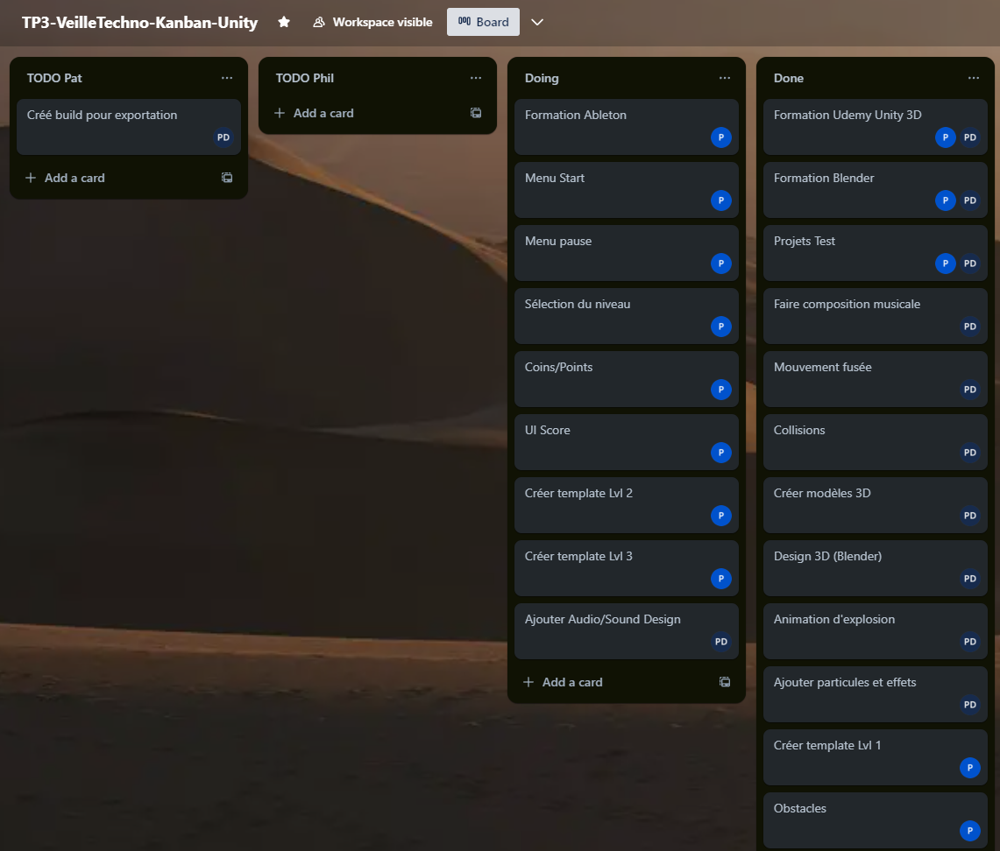 TP3-VeilleTechno-Kanban-Unity
Workspace visible
Board
TODO Pat
Créé build pour exportation
PD
Add a card
TODO Phil
Add a card
Doing
Formation Ableton
P
Menu Start
P
Menu pause
P
Sélection du niveau
P
Coins/Points
P
UI Score
P
Créer template Lvl 2
P
Créer template Lvl 3
P
Ajouter Audio/Sound Design
PD
Add a card
Done
Formation Udemy Unity 3D
P PD
Formation Blender
P PD
Projets Test
P PD
Faire composition musicale
PD
Mouvement fusée
PD
Collisions
PD
Créer modèles 3D
PD
Design 3D (Blender)
PD
Animation d'explosion
PD
Ajouter particules et effets
PD
Créer template Lvl 1
P
Obstacles
P